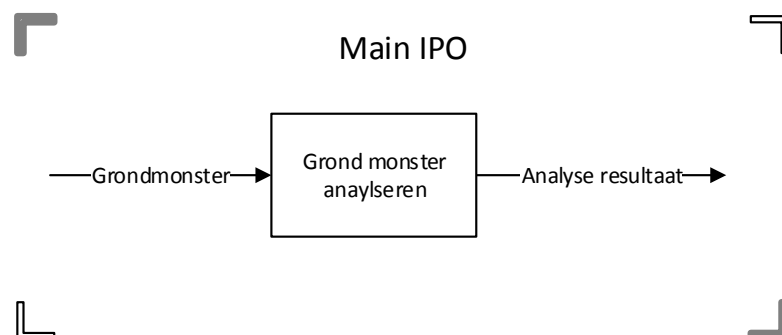 Main IPO
Grondmonster
Grond monster
anaylseren
Analyse resultaat